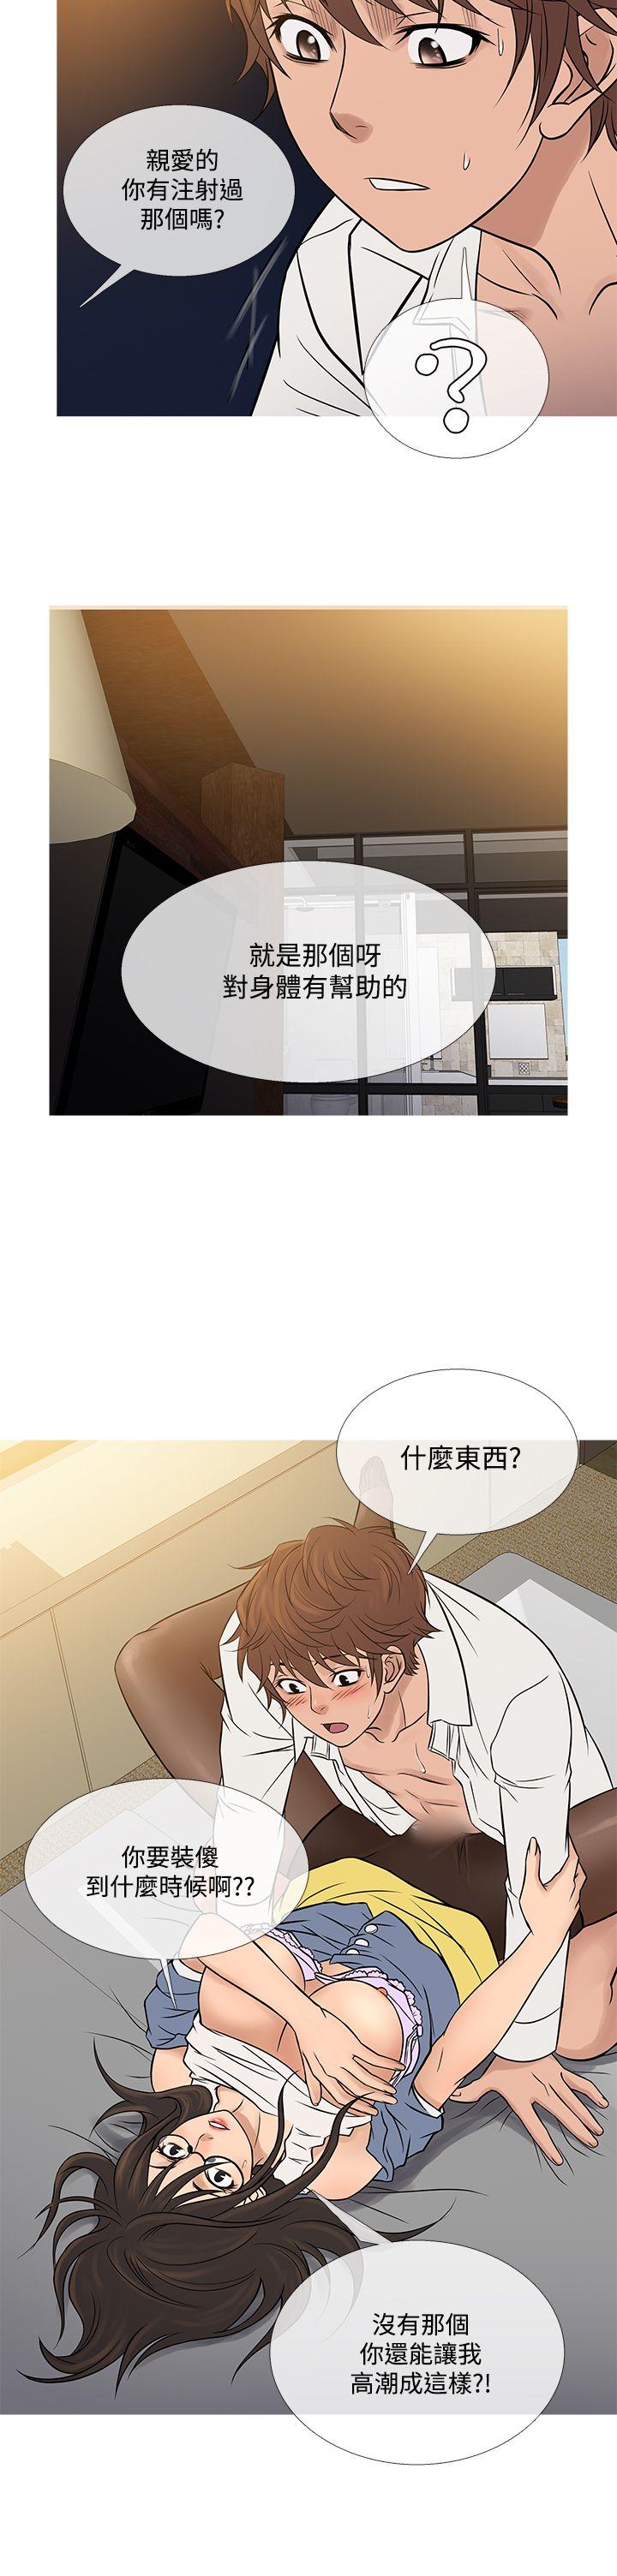 親愛的
你有注射過
那個嗎?
?
就是那個呀
對身體有幫助的
什麼東西?
你要裝傻
到什麼時候啊??
沒有那個
你還能讓我
高潮成這樣?!